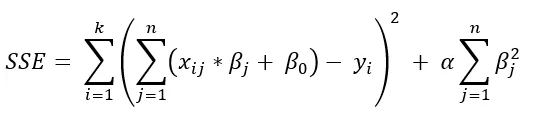 SSE = \sum_{i=1}^{k} \left( \sum_{j=1}^{n} (x_{ij} * \beta_j + \beta_0) - y_i \right)^2 + \alpha \sum_{j=1}^{n} \beta_j^2